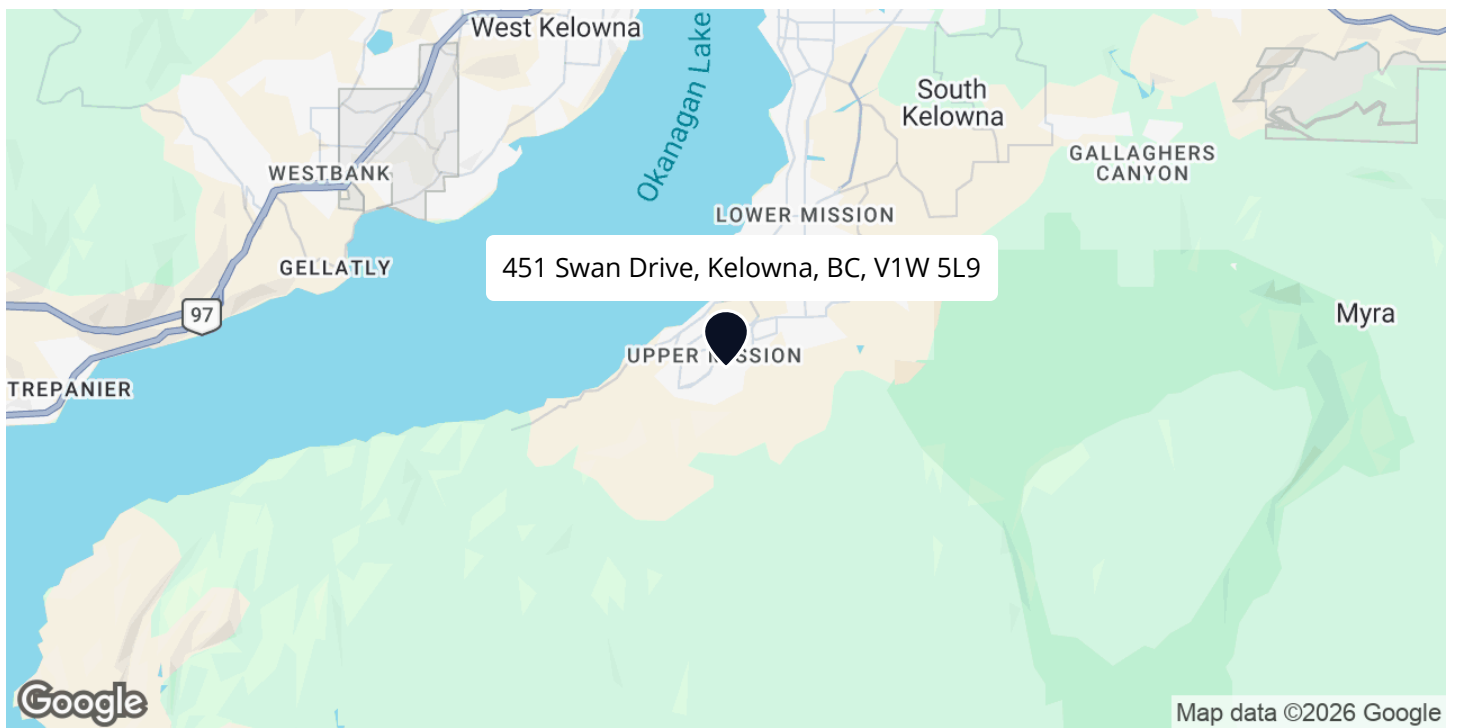 West Kelowna
Okanagan Lake
South
Kelowna
GALLAGHERS
CANYON
WESTBANK
LOWER MISSION
GELLATLY
451 Swan Drive, Kelowna, BC, V1W 5L9
97
Myra
UPPER MISSION
TREPANIER
Google
Map data ©2026 Google